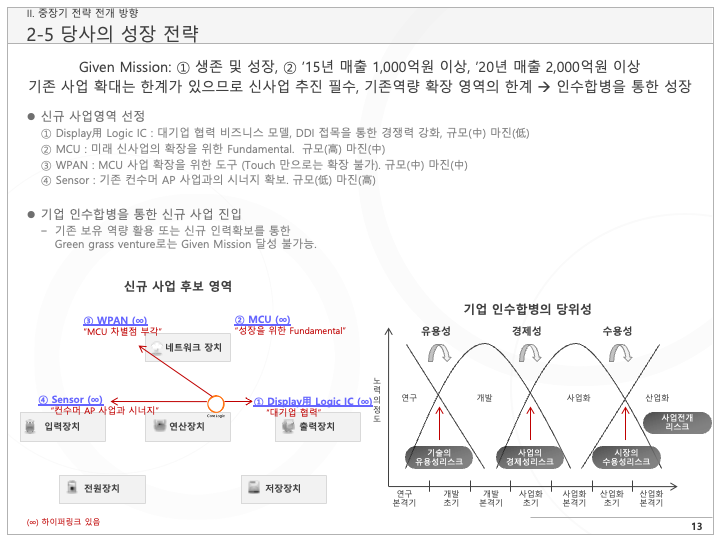 II. 중장기 전략 전개 방향
2-5 당사의 성장 전략
Given Mission: ① 생존 및 성장, ② ‘15년 매출 1,000억원 이상, ’20년 매출 2,000억원 이상
기존 사업 확대는 한계가 있으므로 신사업 추진 필수, 기존역량 확장 영역의 한계 → 인수합병을 통한 성장
● 신규 사업영역 선정
① Display用 Logic IC : 대기업 협력 비즈니스 모델, DDI 접목을 통한 경쟁력 강화, 규모(中) 마진(低)
② MCU : 미래 신사업의 확장을 위한 Fundamental. 규모(高) 마진(中)
③ WPAN : MCU 사업 확장을 위한 도구 (Touch 만으로는 확장 불가). 규모(中) 마진(中)
④ Sensor : 기존 컨수머 AP 사업과의 시너지 확보. 규모(低) 마진(高)
● 기업 인수합병을 통한 신규 사업 진입
– 기존 보유 역량 활용 또는 신규 인력확보를 통한
Green grass venture로는 Given Mission 달성 불가능.
신규 사업 후보 영역
③ WPAN (∞)
“MCU 차별점 부각”
② MCU (∞)
“성장을 위한 Fundamental”
네트워크 장치
④ Sensor (∞)
“컨수머 AP 사업과 시너지”
CoreLogic
① Display用 Logic IC (∞)
“대기업 협력”
입력장치
연산장치
출력장치
전원장치
저장장치
기업 인수합병의 당위성
유용성
경제성
수용성
노력의정도
연구
개발
사업화
산업화
사업전개
리스크
기술의
유용성리스크
사업의
경제성리스크
시장의
수용성리스크
연구
본격기
개발
초기
개발
본격기
사업화
초기
사업화
본격기
산업화
초기
산업화
본격기
(∞) 하이퍼링크 있음
13